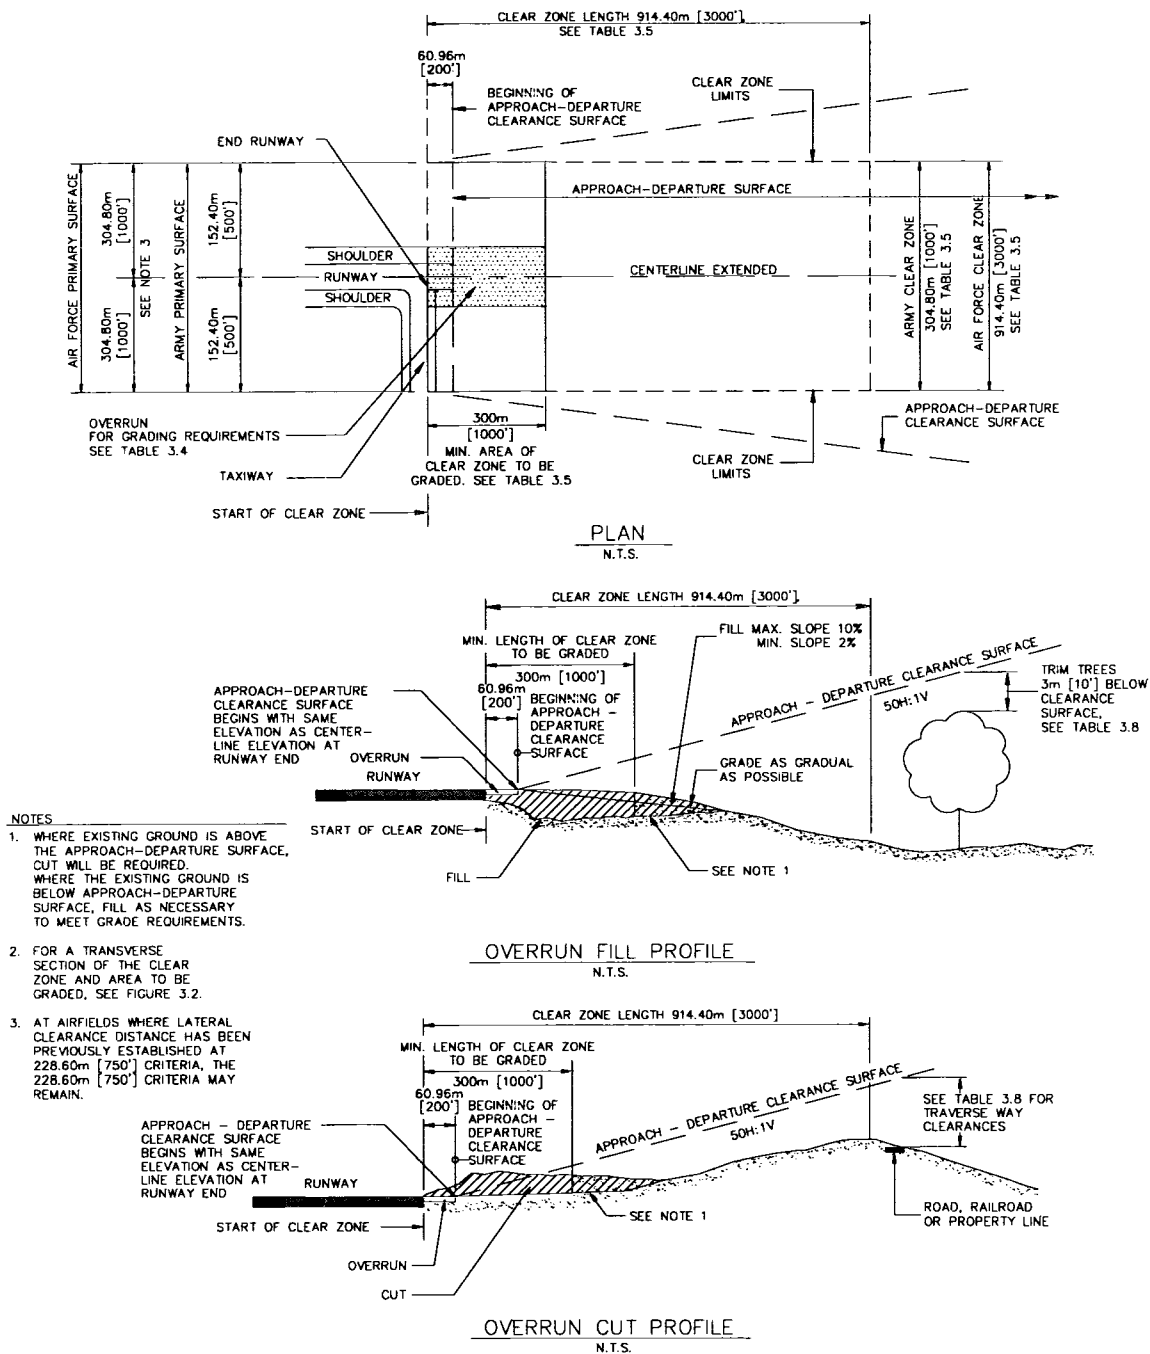 CLEAR ZONE LENGTH 914.40m [3000']
SEE TABLE 3.5
60.96m
[200']
BEGINNING OF
APPROACH-DEPARTURE
CLEARANCE SURFACE
CLEAR ZONE
LIMITS
END RUNWAY
APPROACH-DEPARTURE SURFACE
AIR FORCE PRIMARY SURFACE
304.80m
[1000']
304.80m
[1000']
SEE NOTE 3
ARMY PRIMARY SURFACE
152.40m
[500']
152.40m
[500']
SHOULDER
RUNWAY
SHOULDER
CENTERLINE EXTENDED
ARMY CLEAR ZONE
304.80m [1000']
SEE TABLE 3.5
AIR FORCE CLEAR ZONE
914.40m [3000']
SEE TABLE 3.5
OVERRUN
FOR GRADING REQUIREMENTS
SEE TABLE 3.4
TAXIWAY
300m
[1000']
MIN. AREA OF
CLEAR ZONE TO BE
GRADED. SEE TABLE 3.5
APPROACH-DEPARTURE
CLEARANCE SURFACE
CLEAR ZONE
LIMITS
START OF CLEAR ZONE
PLAN
N.T.S.
CLEAR ZONE LENGTH 914.40m [3000']
MIN. LENGTH OF CLEAR ZONE
TO BE GRADED
300m [1000']
FILL MAX. SLOPE 10%
MIN. SLOPE 2%
60.96m
[200']
BEGINNING OF
APPROACH -
DEPARTURE
CLEARANCE
SURFACE
APPROACH-DEPARTURE
CLEARANCE SURFACE
BEGINS WITH SAME
ELEVATION AS CENTER-
LINE ELEVATION AT
RUNWAY END
APPROACH - DEPARTURE CLEARANCE SURFACE
50H:1V
TRIM TREES
3m [10'] BELOW
CLEARANCE
SURFACE,
SEE TABLE 3.8
OVERRUN
RUNWAY
GRADE AS GRADUAL
AS POSSIBLE
START OF CLEAR ZONE
FILL
SEE NOTE 1
OVERRUN FILL PROFILE
N.T.S.
NOTES
1. WHERE EXISTING GROUND IS ABOVE
THE APPROACH-DEPARTURE SURFACE,
CUT WILL BE REQUIRED.
WHERE THE EXISTING GROUND IS
BELOW APPROACH-DEPARTURE
SURFACE, FILL AS NECESSARY
TO MEET GRADE REQUIREMENTS.
2. FOR A TRANSVERSE
SECTION OF THE CLEAR
ZONE AND AREA TO BE
GRADED, SEE FIGURE 3.2.
3. AT AIRFIELDS WHERE LATERAL
CLEARANCE DISTANCE HAS BEEN
PREVIOUSLY ESTABLISHED AT
228.60m [750'] CRITERIA, THE
228.60m [750'] CRITERIA MAY
REMAIN.
CLEAR ZONE LENGTH 914.40m [3000']
MIN. LENGTH OF CLEAR ZONE
TO BE GRADED
300m [1000']
60.96m
[200']
BEGINNING OF
APPROACH -
DEPARTURE
CLEARANCE
SURFACE
APPROACH - DEPARTURE
CLEARANCE SURFACE
BEGINS WITH SAME
ELEVATION AS CENTER-
LINE ELEVATION AT
RUNWAY END
APPROACH - DEPARTURE CLEARANCE SURFACE
50H:1V
SEE TABLE 3.8 FOR
TRAVERSE WAY
CLEARANCES
RUNWAY
START OF CLEAR ZONE
SEE NOTE 1
ROAD, RAILROAD
OR PROPERTY LINE
OVERRUN
CUT
OVERRUN CUT PROFILE
N.T.S.